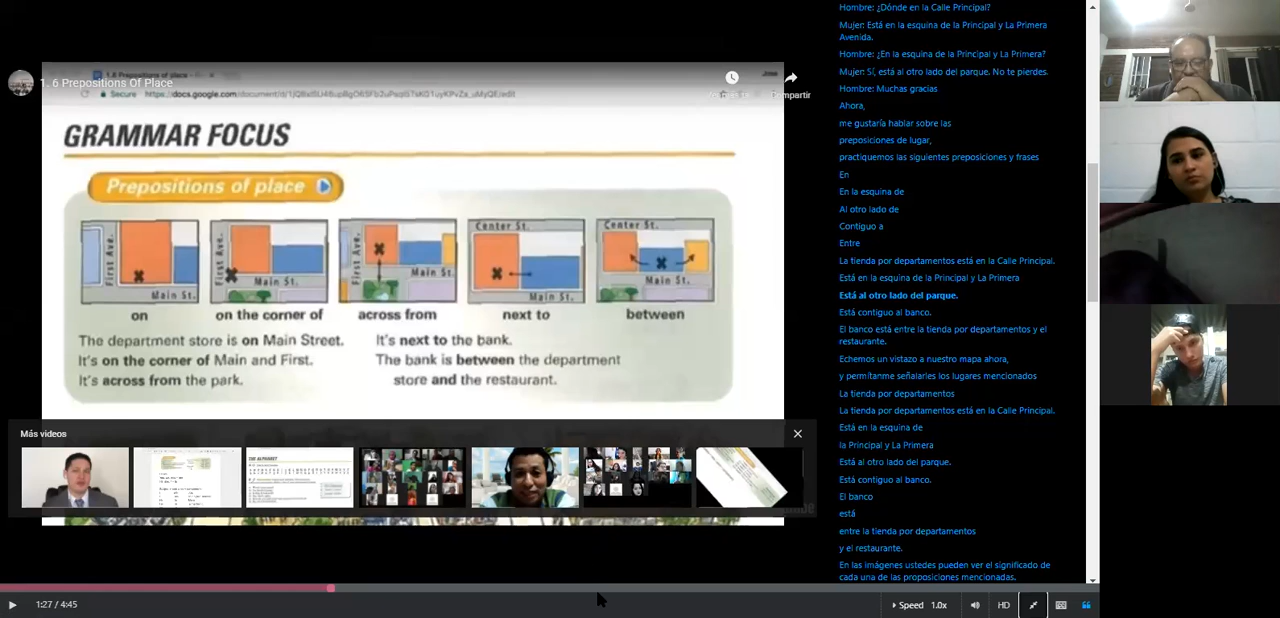 1. 6 Prepositions Of Place
Secure
Compartir
GRAMMAR FOCUS
Prepositions of place
First Ave.
Main St.
on
First Ave.
Main St.
on the corner of
First Ave.
Main St.
across from
Center St.
Main St.
next to
Center St.
Main St.
between
The department store is on Main Street.
It's on the corner of Main and First.
It's across from the park.
It's next to the bank.
The bank is between the department
store and the restaurant.
Más videos
1:27 / 4:45
Speed 1.0x
HD
Hombre: ¿Dónde en la Calle Principal?
Mujer: Está en la esquina de la Principal y La Primera
Avenida.
Hombre: ¿En la esquina de la Principal y La Primera?
Mujer: Sí, está al otro lado del parque. No te pierdes.
Hombre: Muchas gracias
Ahora,
me gustaría hablar sobre las
preposiciones de lugar,
practiquemos las siguientes preposiciones y frases
En
En la esquina de
Al otro lado de
Contiguo a
Entre
La tienda por departamentos está en la Calle Principal.
Está en la esquina de la Principal y La Primera
Está al otro lado del parque.
Está contiguo al banco.
El banco está entre la tienda por departamentos y el
restaurante.
Echemos un vistazo a nuestro mapa ahora,
y permítanme señalarles los lugares mencionados
La tienda por departamentos
La tienda por departamentos está en la Calle Principal.
Está en la esquina de
la Principal y La Primera
Está al otro lado del parque.
Está contiguo al banco.
El banco
está
entre la tienda por departamentos
y el restaurante.
En las imágenes ustedes pueden ver el significado de
cada una de las proposiciones mencionadas.